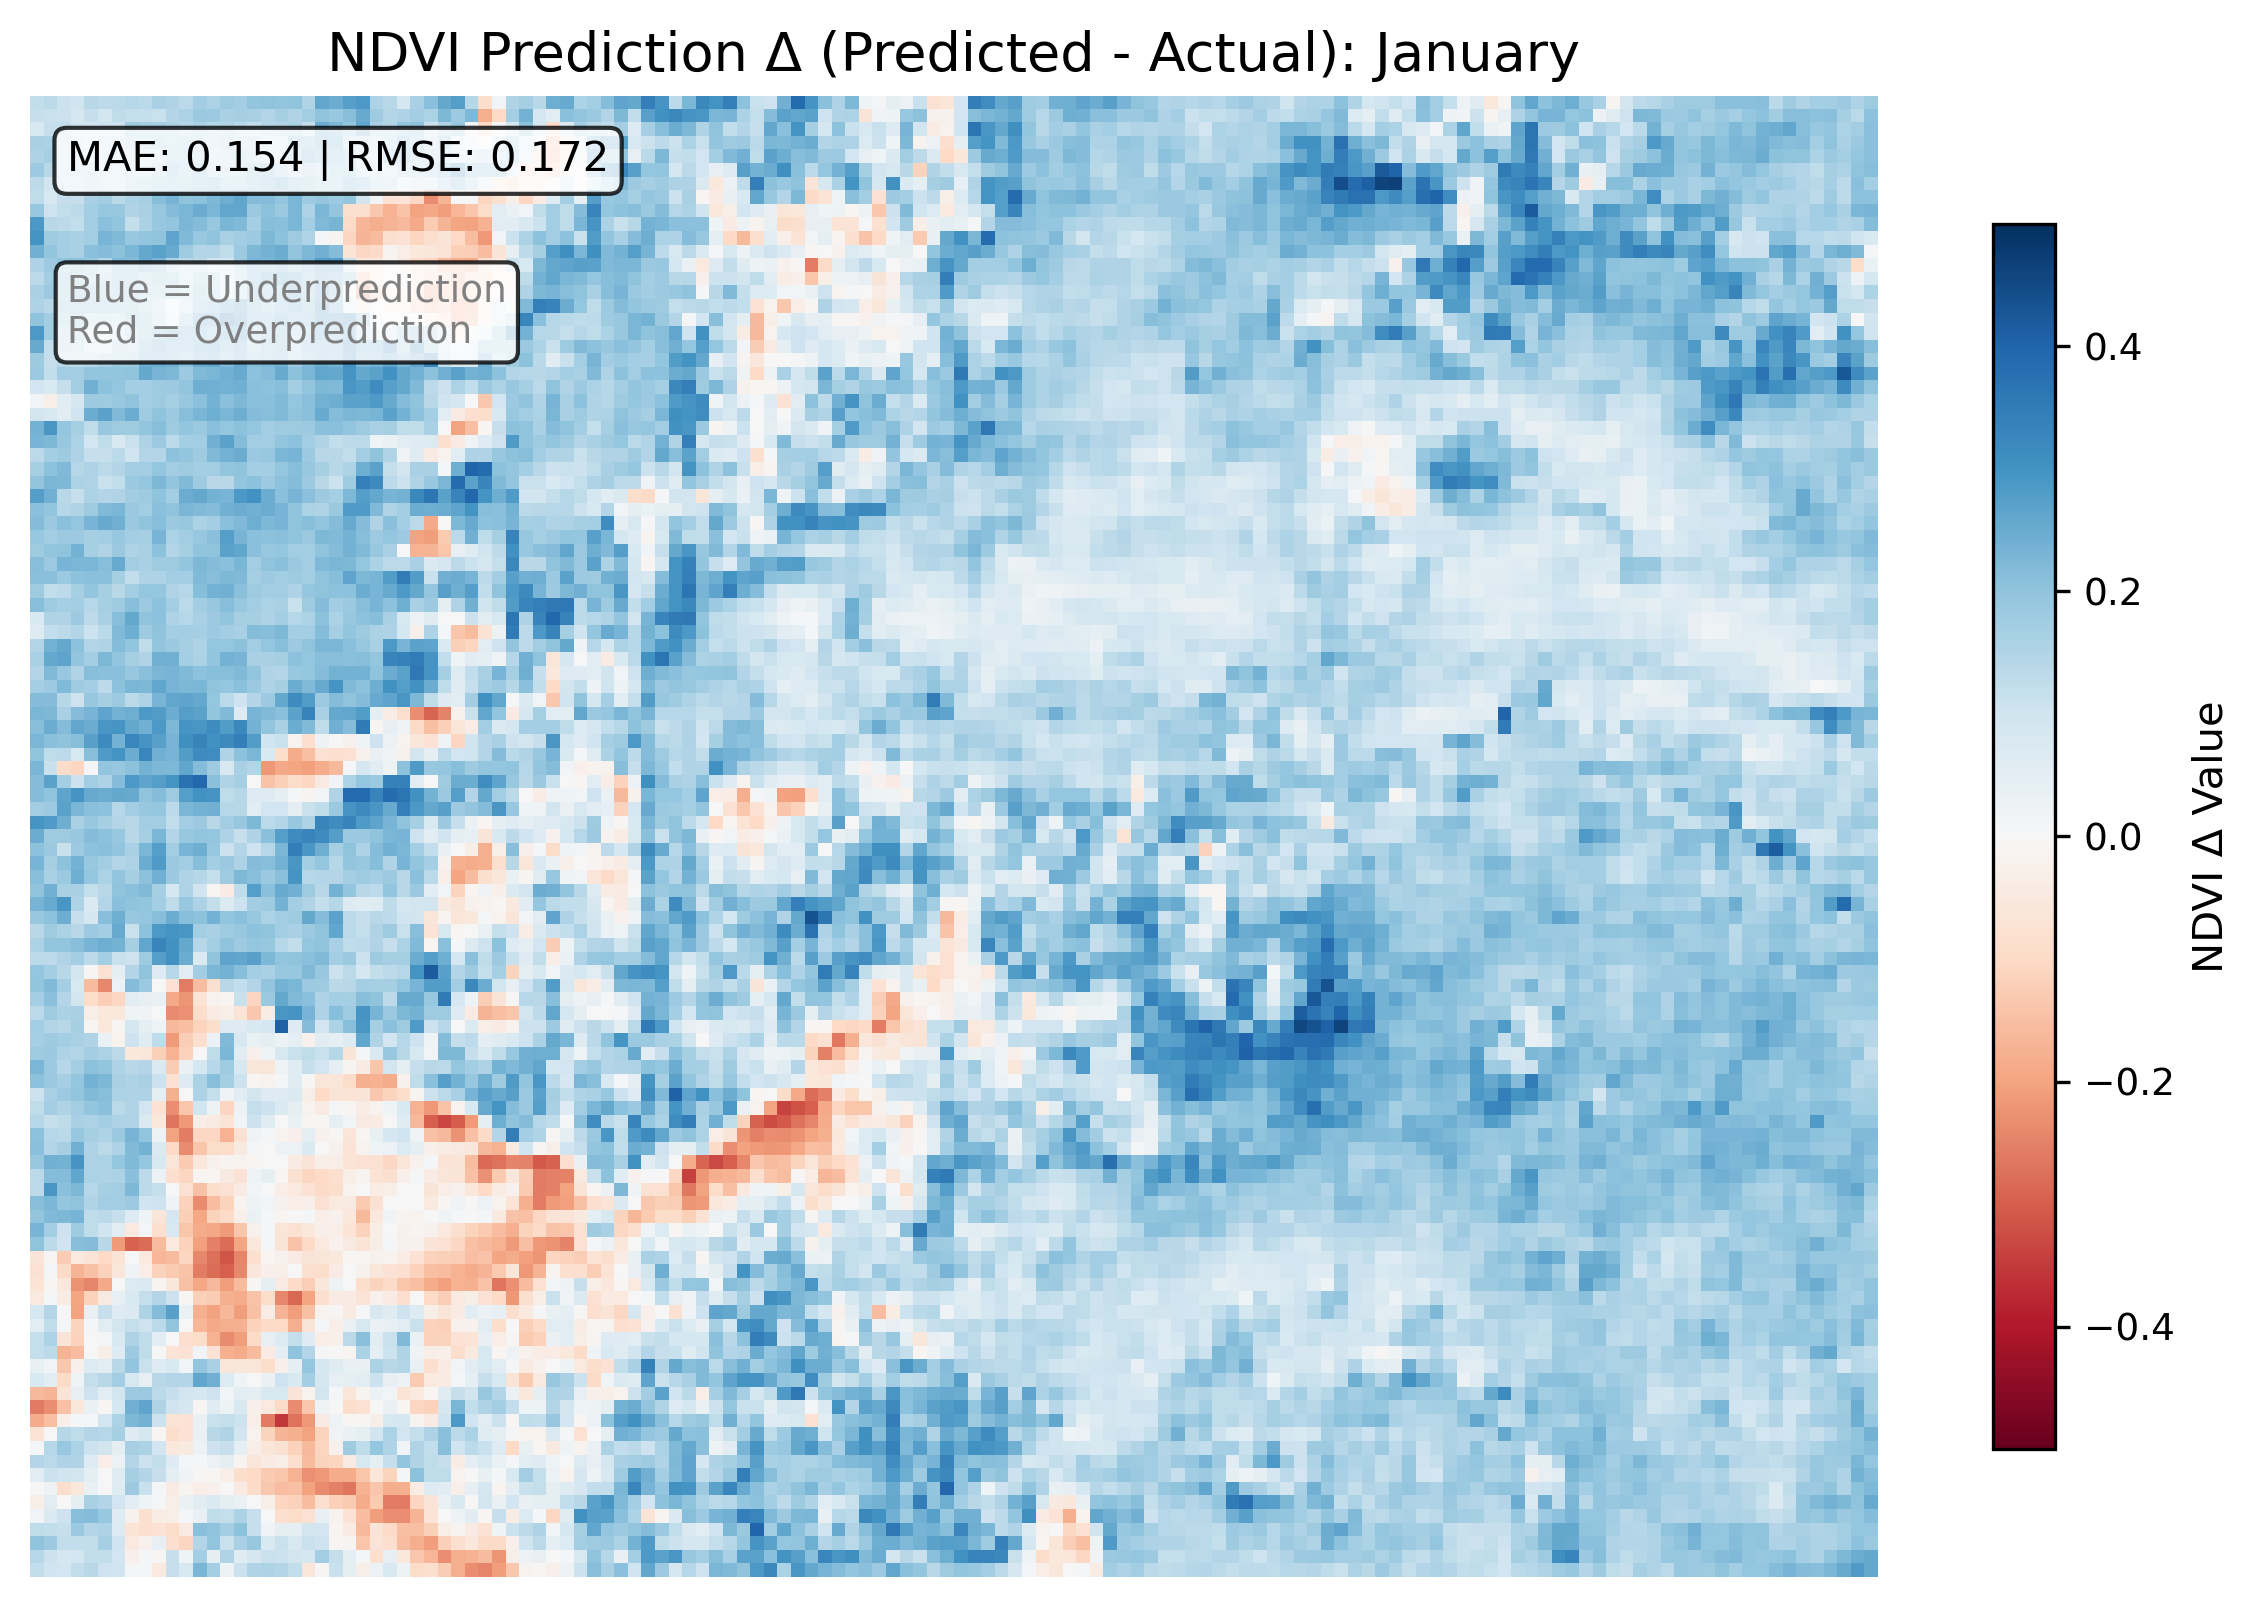 NDVI Prediction Δ (Predicted - Actual): January
MAE: 0.154 | RMSE: 0.172
Blue = Underprediction
Red = Overprediction
0.4
0.2
0.0
−0.2
−0.4
NDVI Δ Value